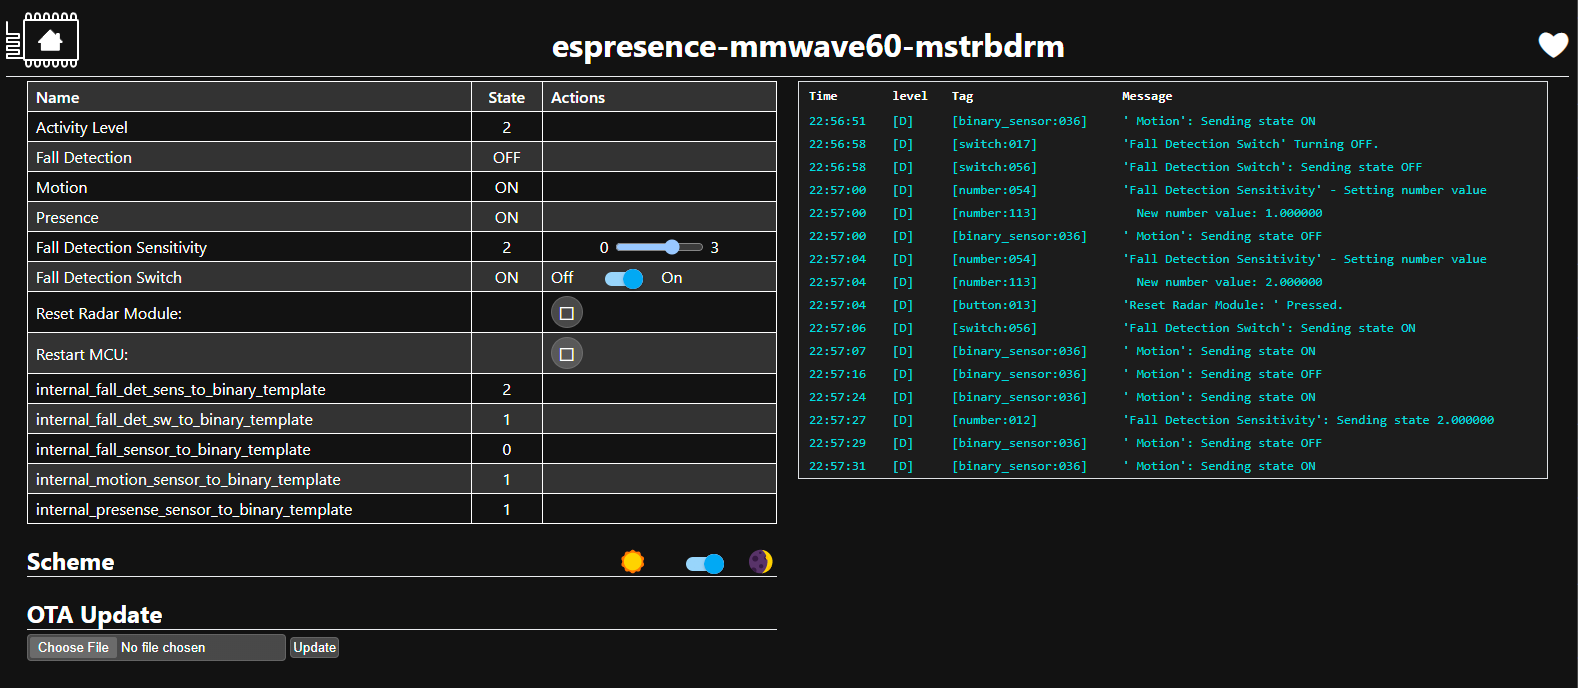 espresence-mmwave60-mstrbdrm
Name State Actions
Activity Level 2
Fall Detection OFF
Motion ON
Presence ON
Fall Detection Sensitivity 2 0 3
Fall Detection Switch ON Off On
Reset Radar Module:
Restart MCU:
internal_fall_det_sens_to_binary_template 2
internal_fall_det_sw_to_binary_template 1
internal_fall_sensor_to_binary_template 0
internal_motion_sensor_to_binary_template 1
internal_presense_sensor_to_binary_template 1
Scheme
OTA Update
Choose File No file chosen Update
Time level Tag Message
22:56:51 [D] [binary_sensor:036] ' Motion': Sending state ON
22:56:58 [D] [switch:017] 'Fall Detection Switch' Turning OFF.
22:56:58 [D] [switch:056] 'Fall Detection Switch': Sending state OFF
22:57:00 [D] [number:054] 'Fall Detection Sensitivity' - Setting number value
22:57:00 [D] [number:113] New number value: 1.000000
22:57:00 [D] [binary_sensor:036] ' Motion': Sending state OFF
22:57:04 [D] [number:054] 'Fall Detection Sensitivity' - Setting number value
22:57:04 [D] [number:113] New number value: 2.000000
22:57:04 [D] [button:013] 'Reset Radar Module: ' Pressed.
22:57:06 [D] [switch:056] 'Fall Detection Switch': Sending state ON
22:57:07 [D] [binary_sensor:036] ' Motion': Sending state ON
22:57:16 [D] [binary_sensor:036] ' Motion': Sending state OFF
22:57:24 [D] [binary_sensor:036] ' Motion': Sending state ON
22:57:27 [D] [number:012] 'Fall Detection Sensitivity': Sending state 2.000000
22:57:29 [D] [binary_sensor:036] ' Motion': Sending state OFF
22:57:31 [D] [binary_sensor:036] ' Motion': Sending state ON